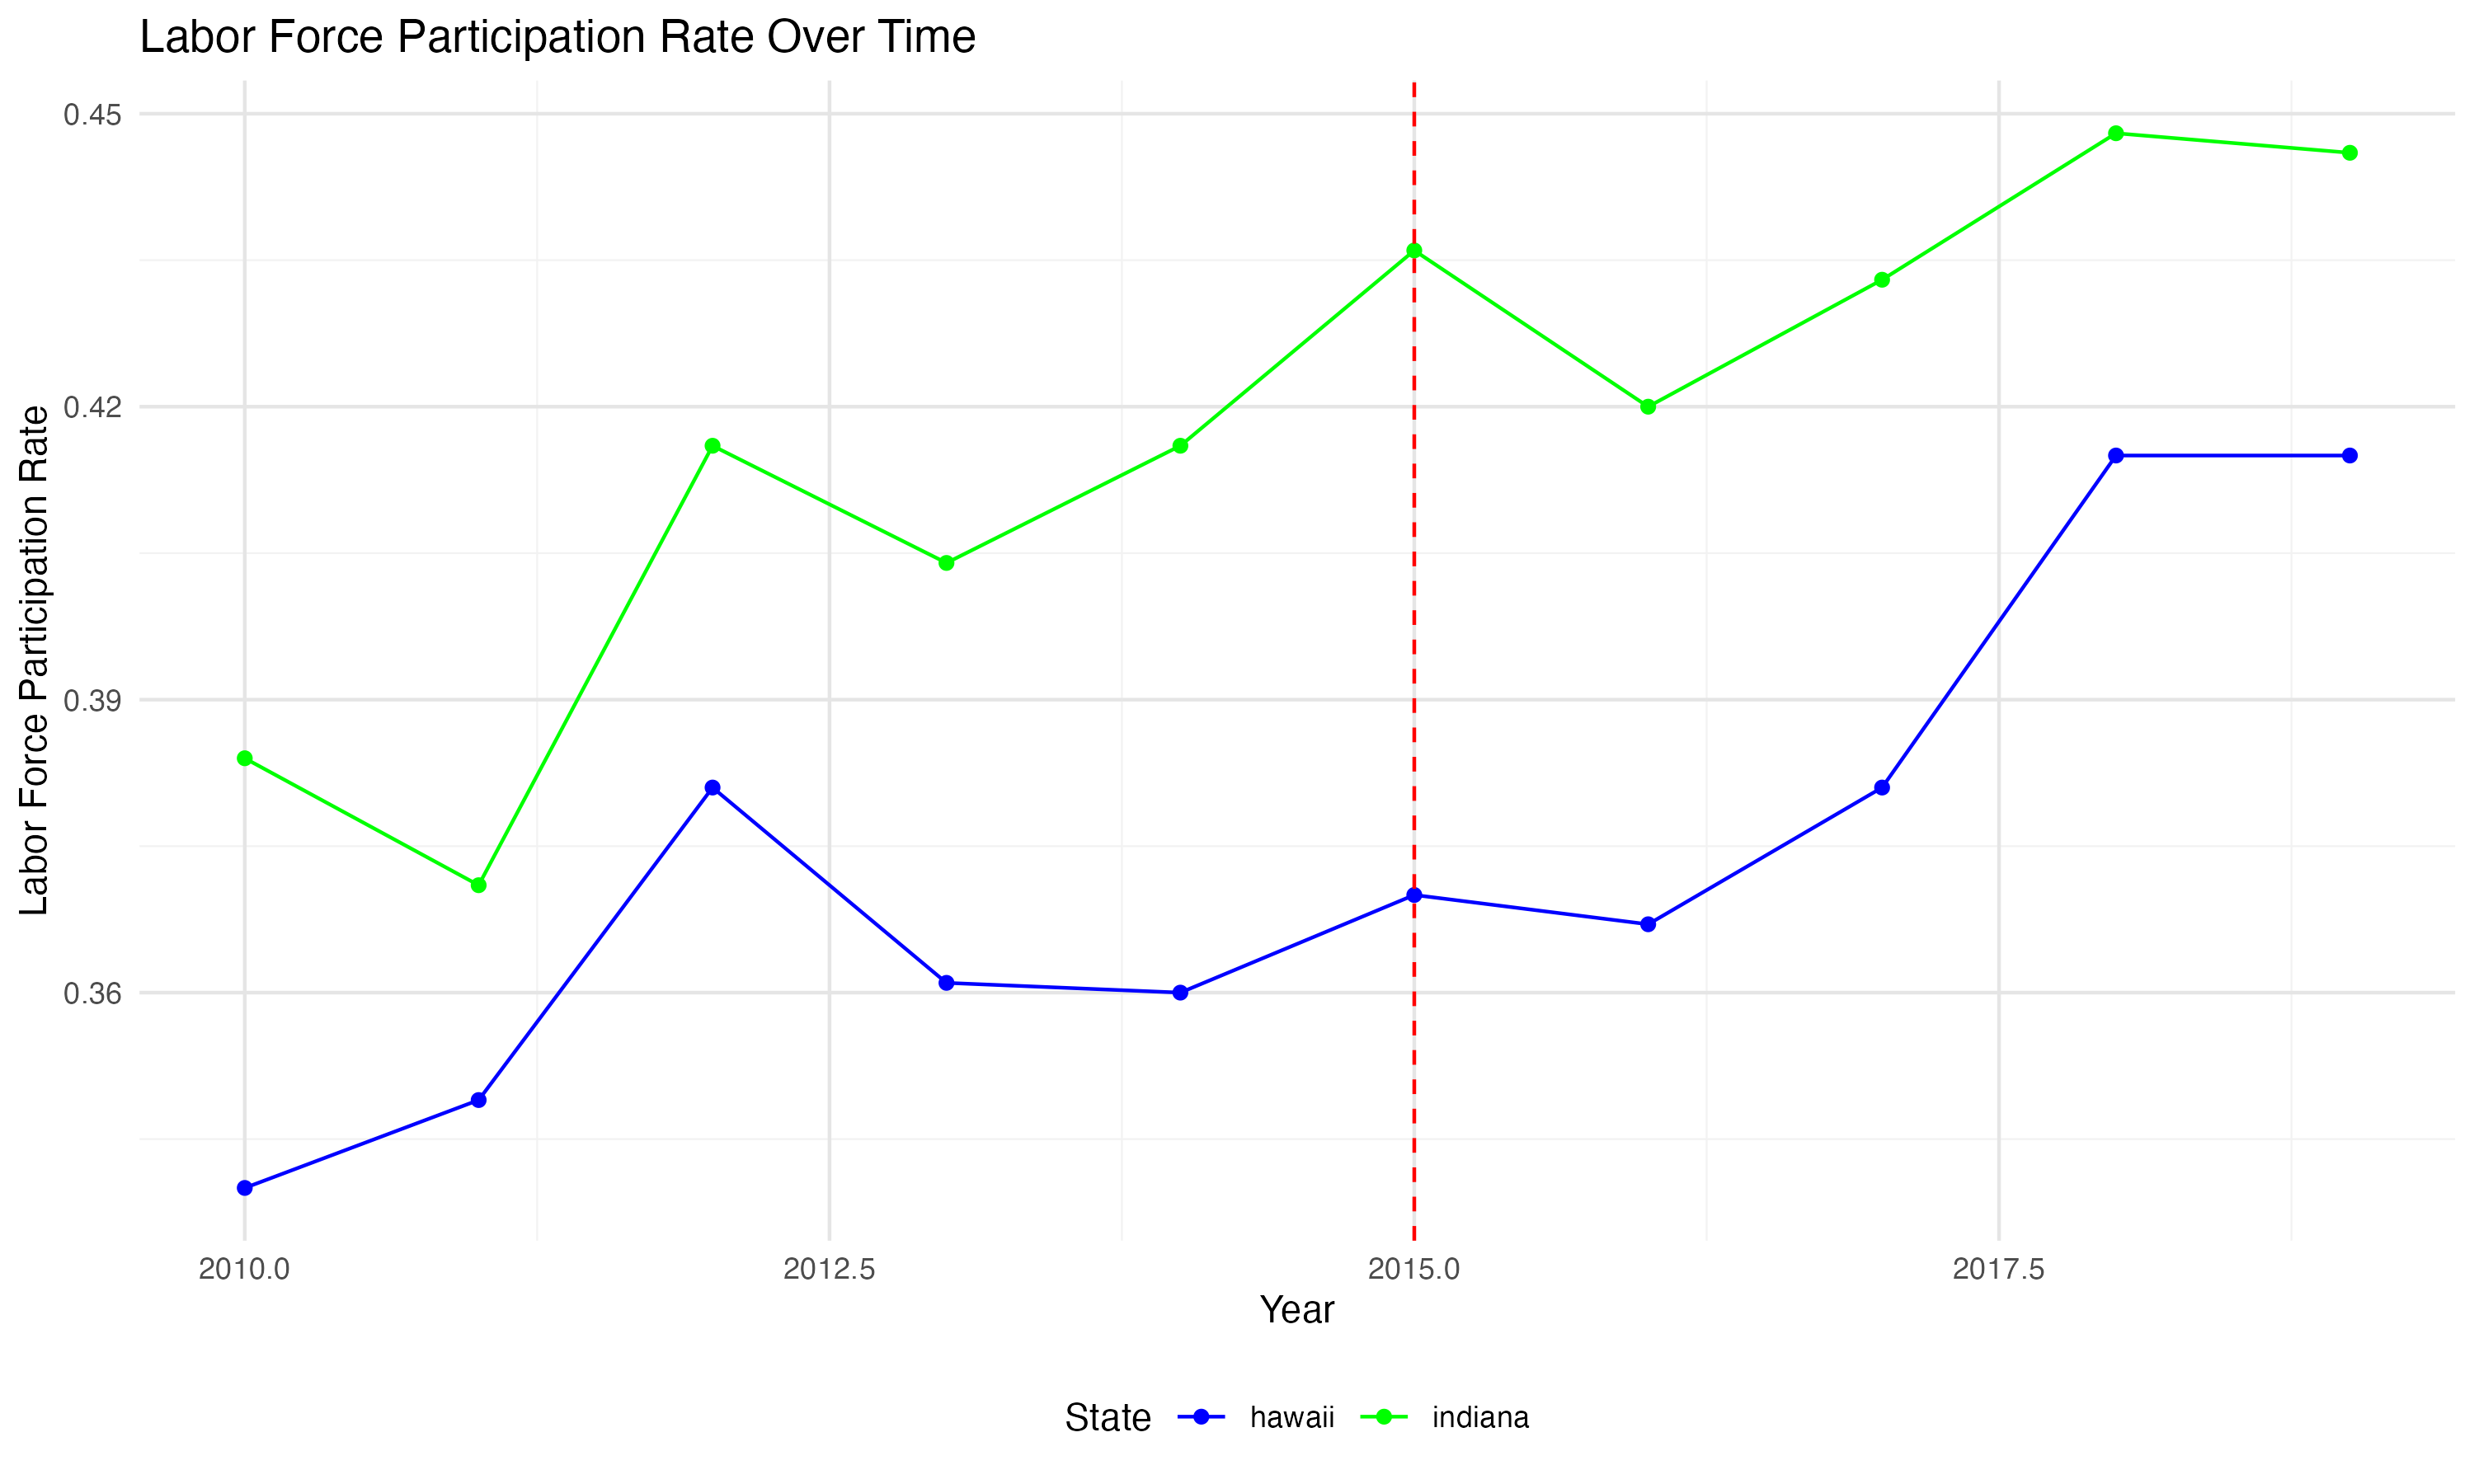 Labor Force Participation Rate Over Time
Labor Force Participation Rate
0.45
0.42
0.39
0.36
2010.0 2012.5 2015.0 2017.5
Year
State hawaii indiana